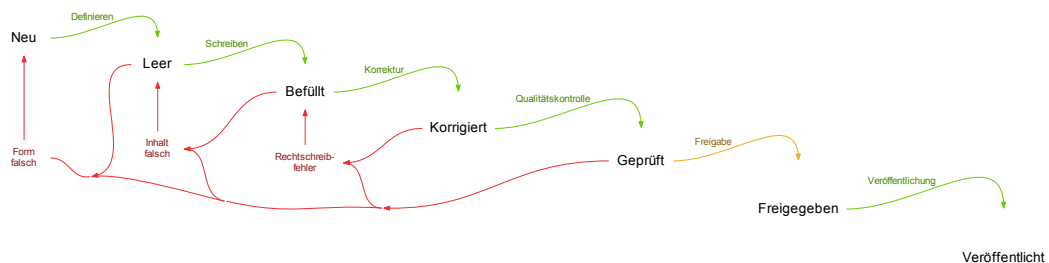 Definieren
Neu
Schreiben
Leer
Korrektur
Befüllt
Qualitätskontrolle
Korrigiert
Freigabe
Form
falsch
Inhalt
falsch
Rechtschreib-
fehler
Geprüft
Veröffentlichung
Freigegeben
Veröffentlicht